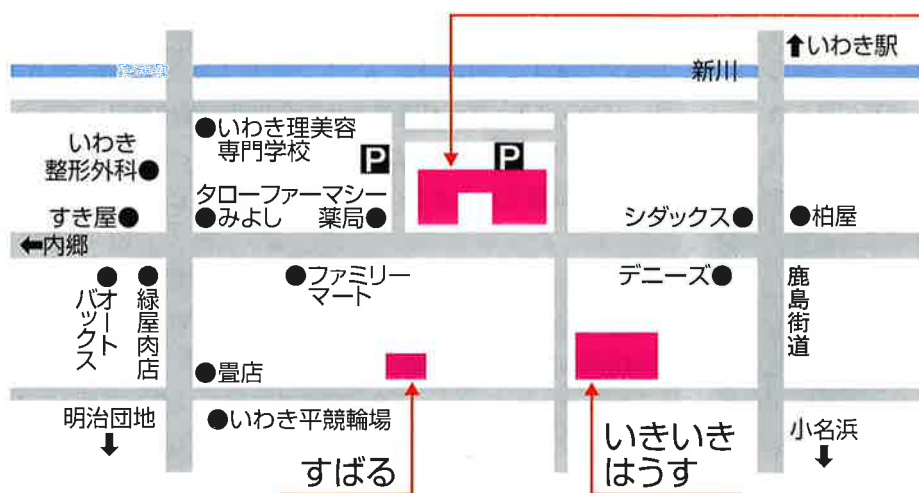 ↑いわき駅
新川
●いわき理美容
専門学校
P
P
いわき
整形外科●
タローファーマシー
薬局●
●みよし
すき屋●
シダックス●
●柏屋
←内郷
●ファミリー
マート
デニーズ●
オート
バックス
緑屋肉店
鹿島街道
●畳店
明治団地
↓
●いわき平競輪場
すばる
いきいき
はうす
小名浜
↓